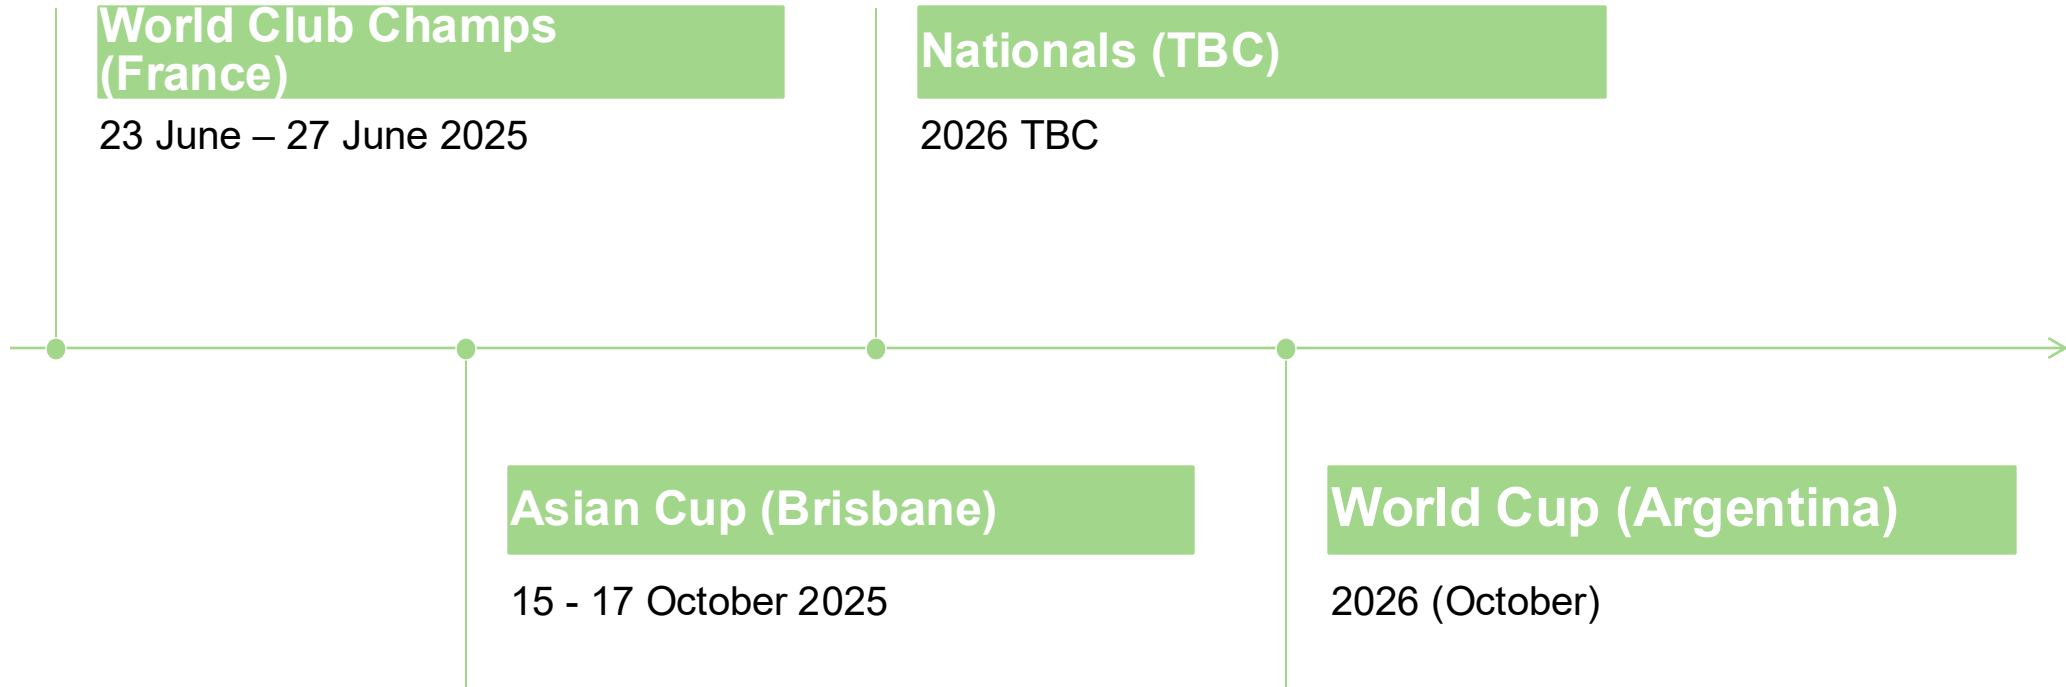 World Club Champs
(France)
23 June – 27 June 2025
Nationals (TBC)
2026 TBC
Asian Cup (Brisbane)
15 - 17 October 2025
World Cup (Argentina)
2026 (October)